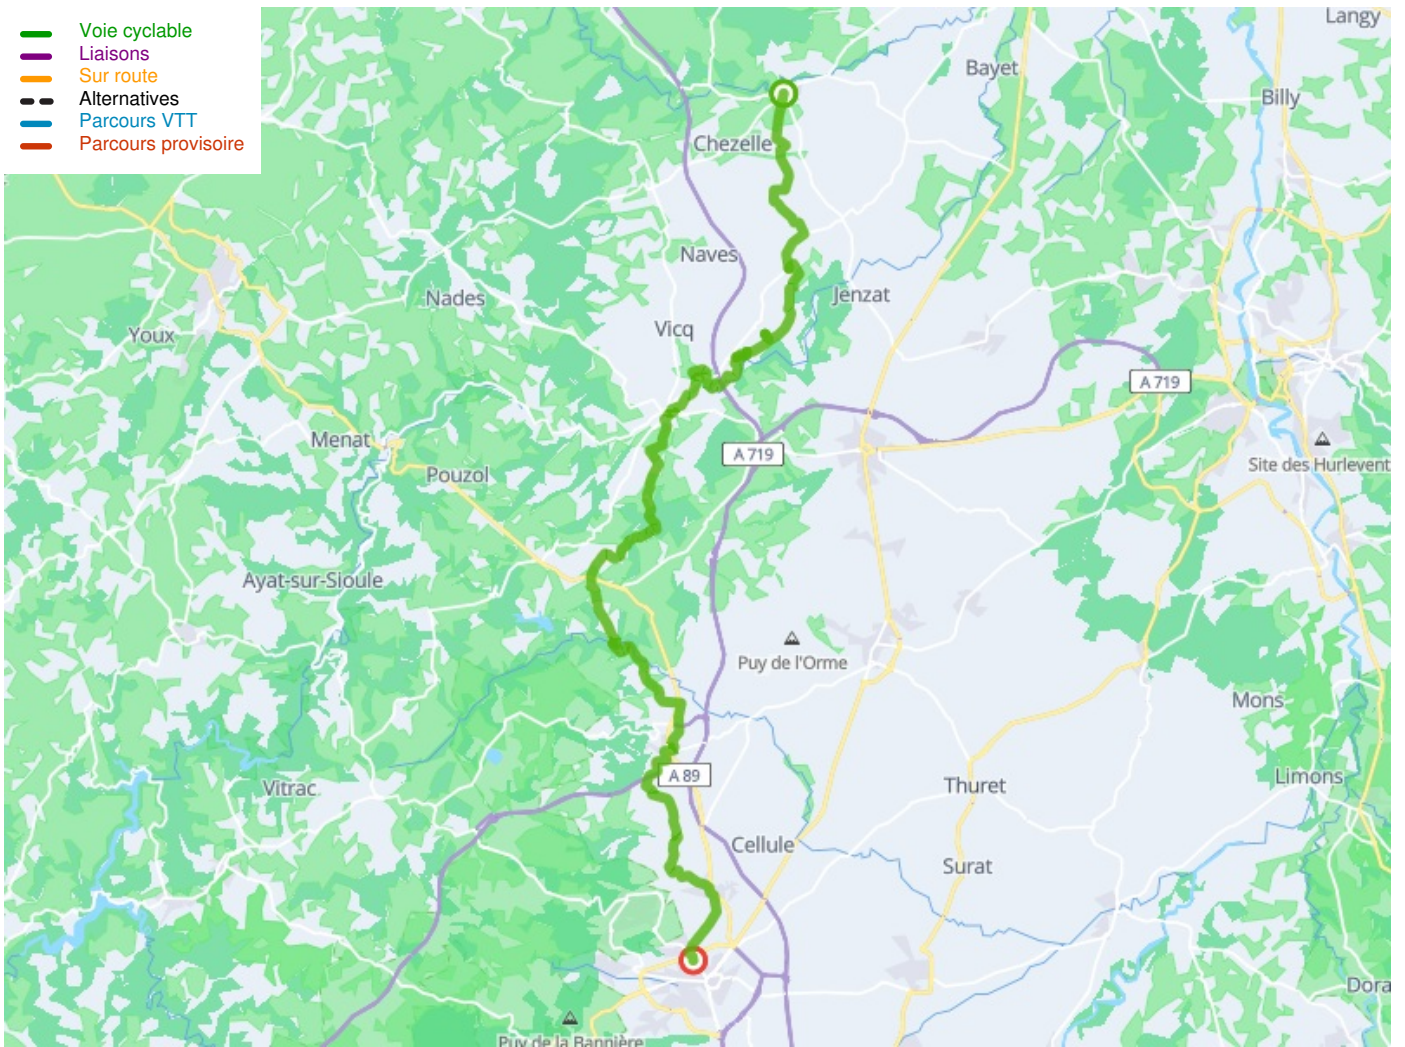 Voie cyclable
Liaisons
Sur route
Alternatives
Parcours VTT
Parcours provisoire
Langy
Bayet
Billy
Chezelle
Naves
Jenzat
Nades
Vicq
Youx
A 719
Menat
A 719
Site des Hurlevent
Pouzol
Ayat-sur-Sioule
Puy de l'Orme
Mons
A 89
Limons
Vitrac
Thuret
Cellule
Surat
Dora
Puy de la Bannière